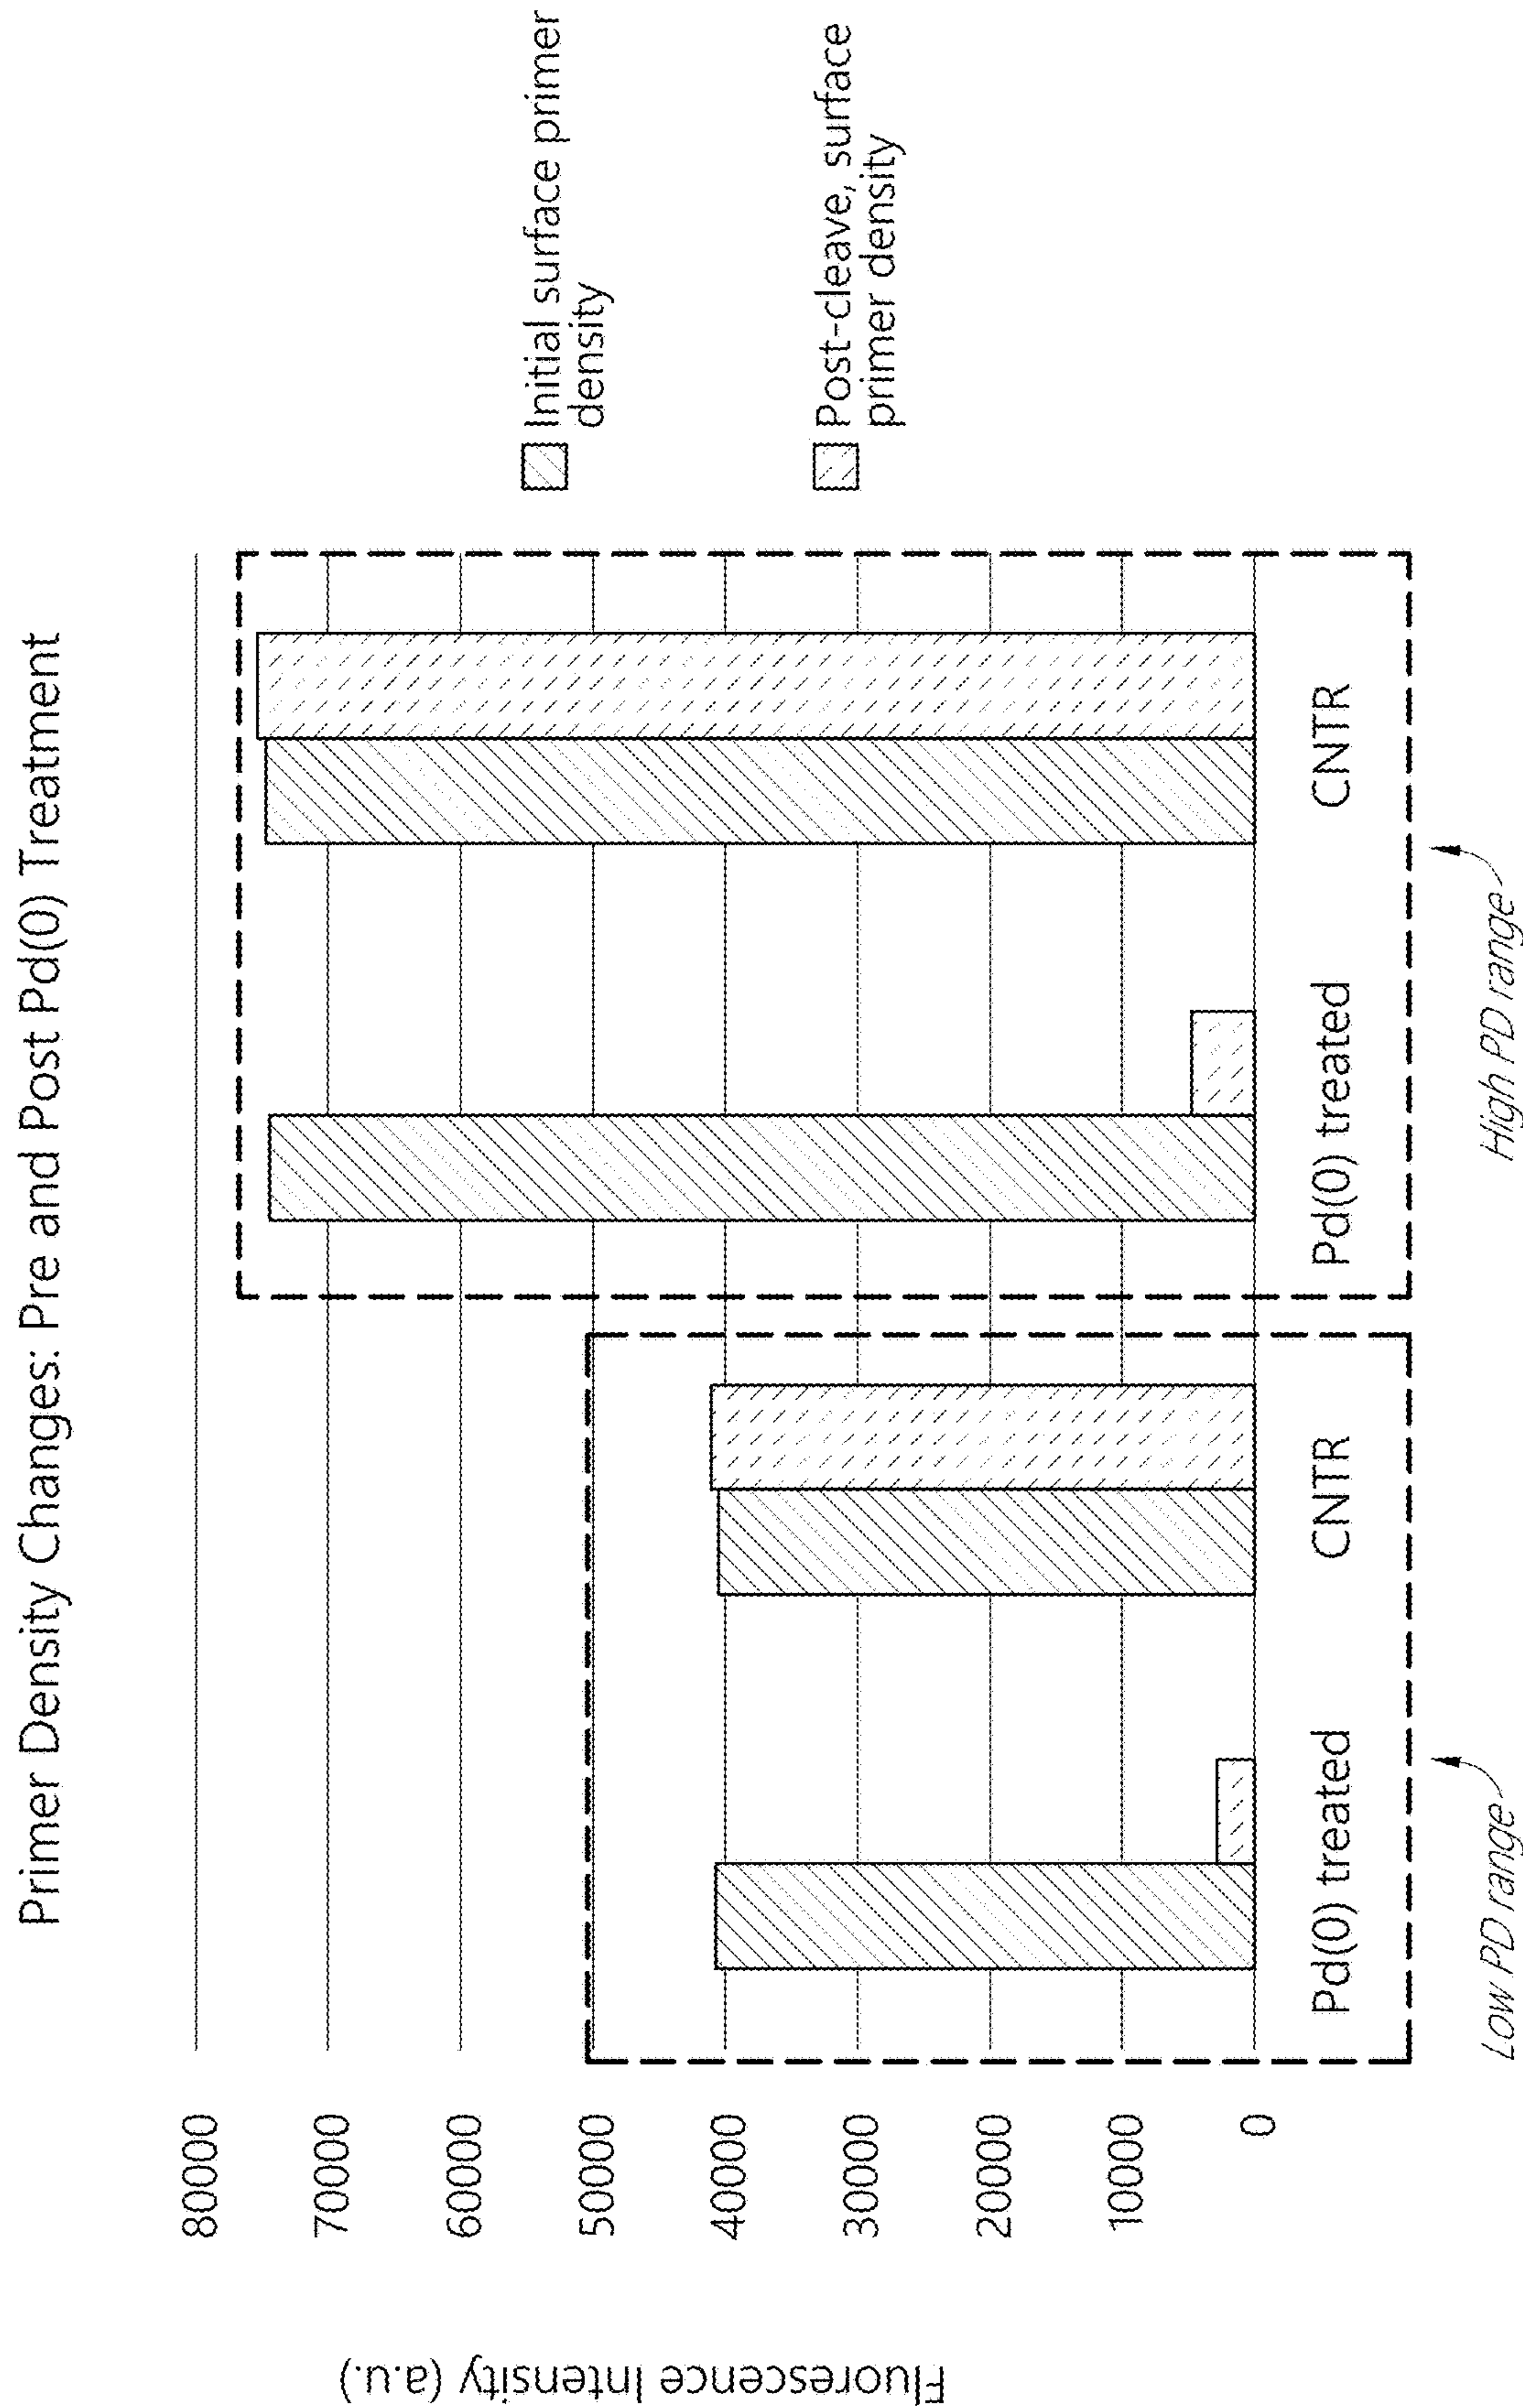 Primer Density Changes: Pre and Post Pd(0) Treatment
Fluorescence Intensity (a.u.)
80000
70000
60000
50000
40000
30000
20000
10000
0
Pd(0) treated
CNTR
Pd(0) treated
CNTR
Low PD range
High PD range
Initial surface primer
density
Post-cleave, surface
primer density